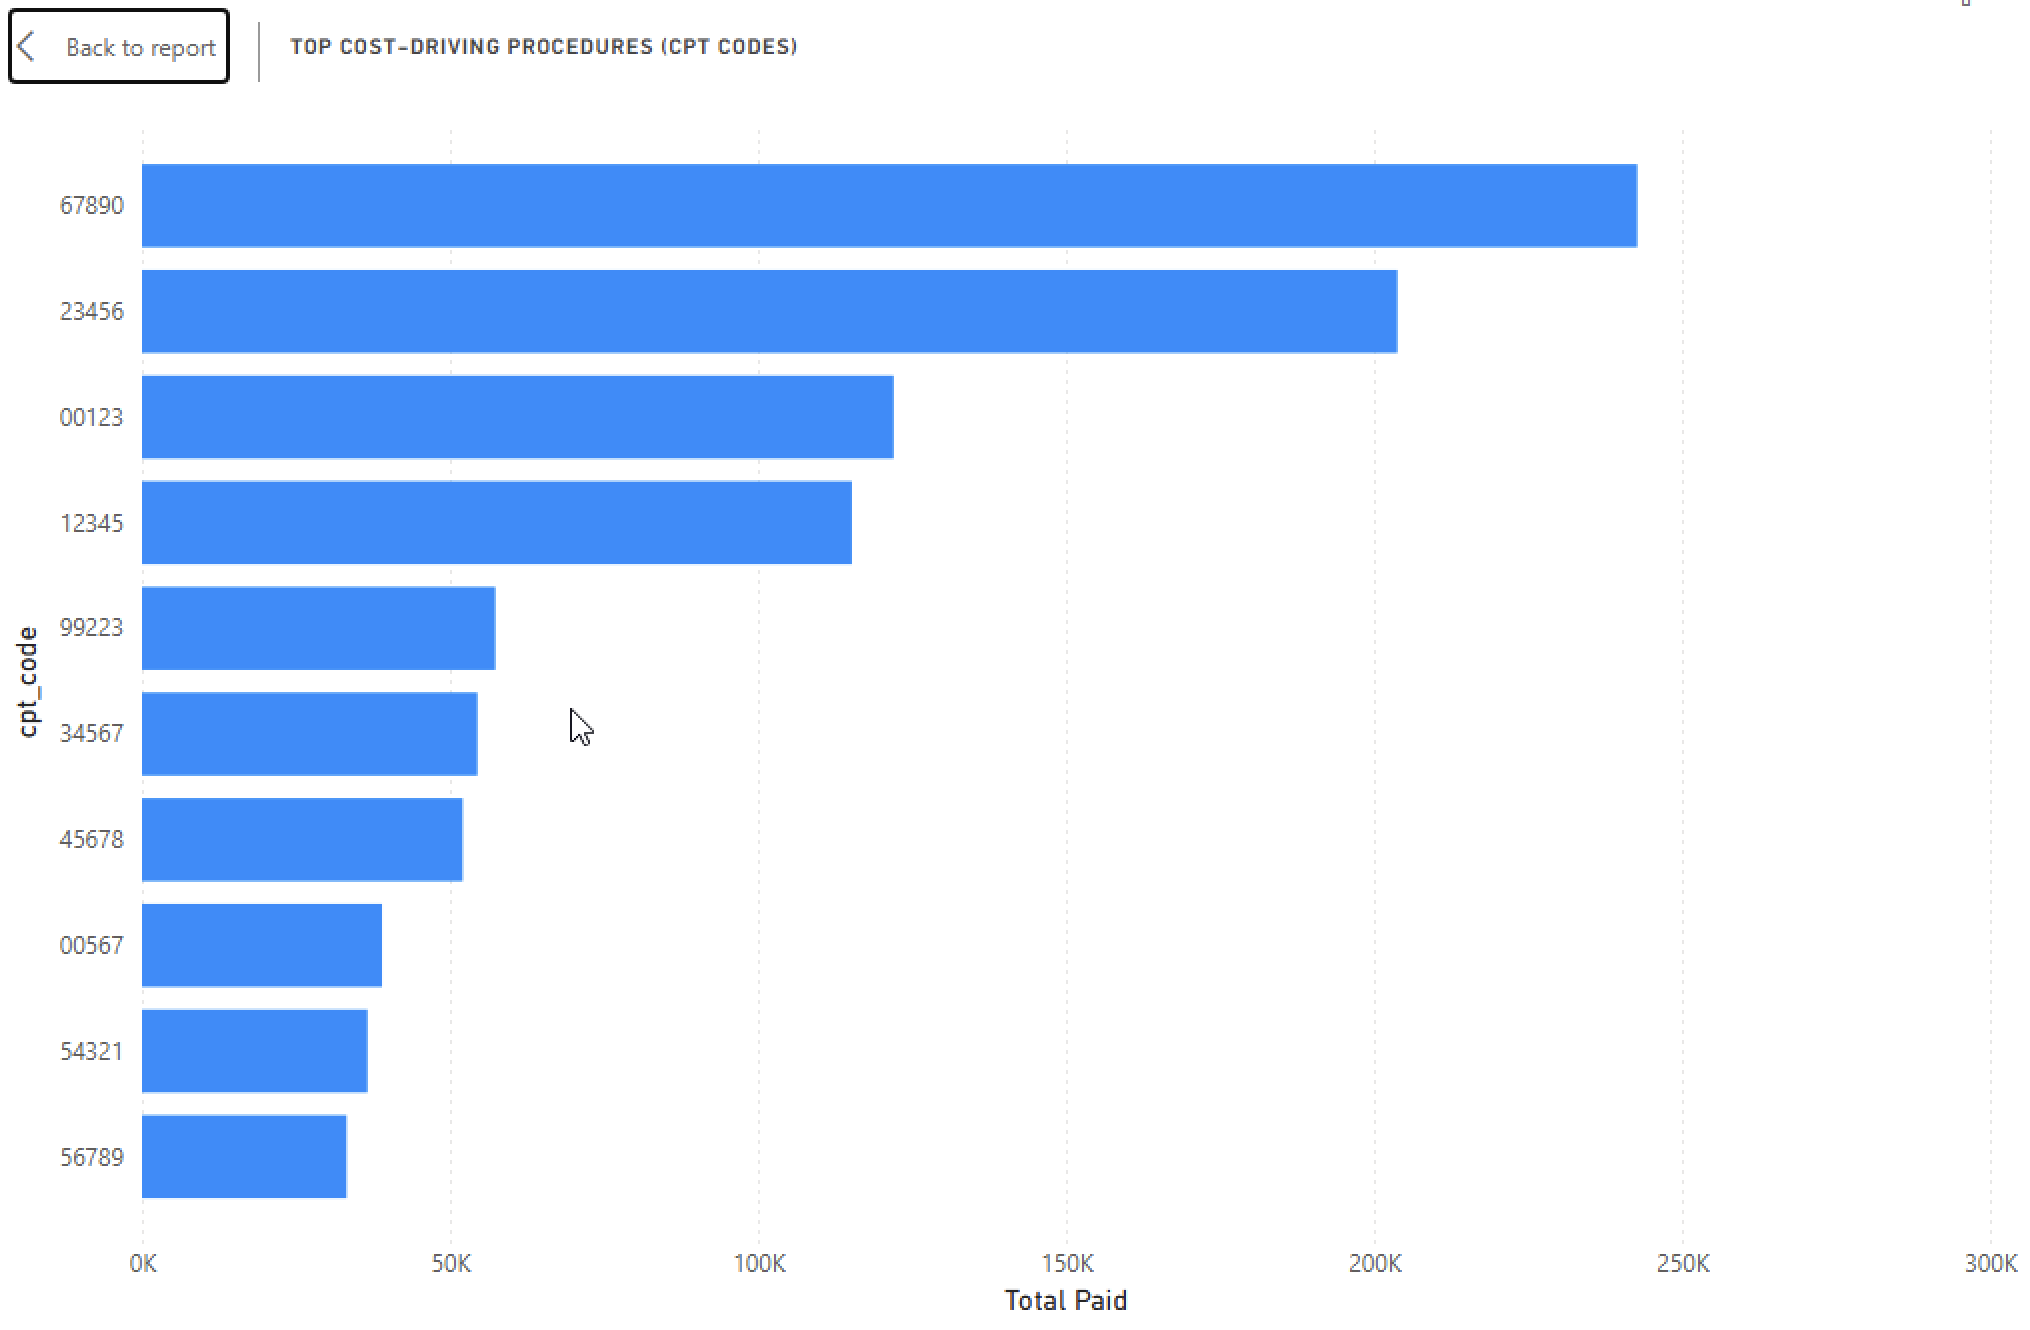 Back to report
TOP COST-DRIVING PROCEDURES (CPT CODES)
67890
23456
00123
12345
99223
34567
45678
00567
54321
56789
cpt_code
0K 50K 100K 150K 200K 250K 300K
Total Paid